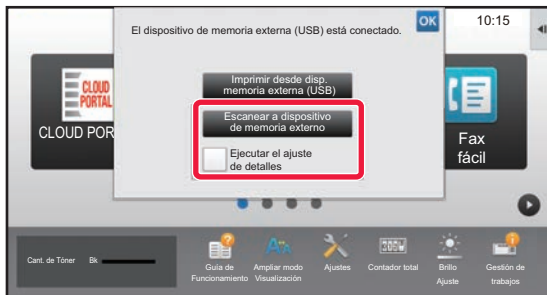 El dispositivo de memoria externa (USB) está conectado.
OK
10:15
Imprimir desde disp.
memoria externa (USB)
Escanear a dispositivo
de memoria externo
Ejecutar el ajuste
de detalles
CLOUD
PORTAL
CLOUD POR
Fax
fácil
Cant. de Tóner Bk
Guía de
Funcionamiento
Ampliar modo
Visualización
Ajustes
Contador total
Brillo
Ajuste
Gestión de
trabajos